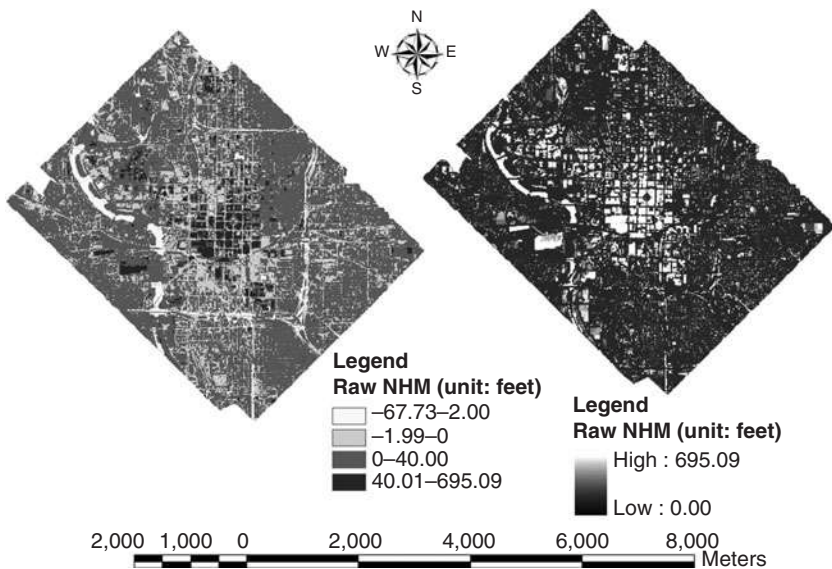 N
W E
S
Legend
Raw NHM (unit: feet)
–67.73–2.00
–1.99–0
0–40.00
40.01–695.09
Legend
Raw NHM (unit: feet)
High : 695.09
Low : 0.00
2,000 1,000 0 2,000 4,000 6,000 8,000
Meters